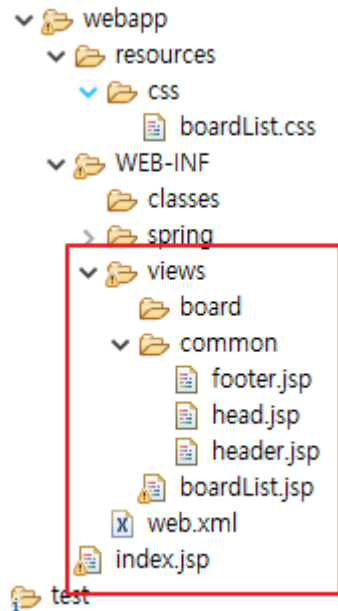 webapp
resources
css
boardList.css
WEB-INF
classes
spring
views
board
common
footer.jsp
head.jsp
header.jsp
boardList.jsp
web.xml
index.jsp
test